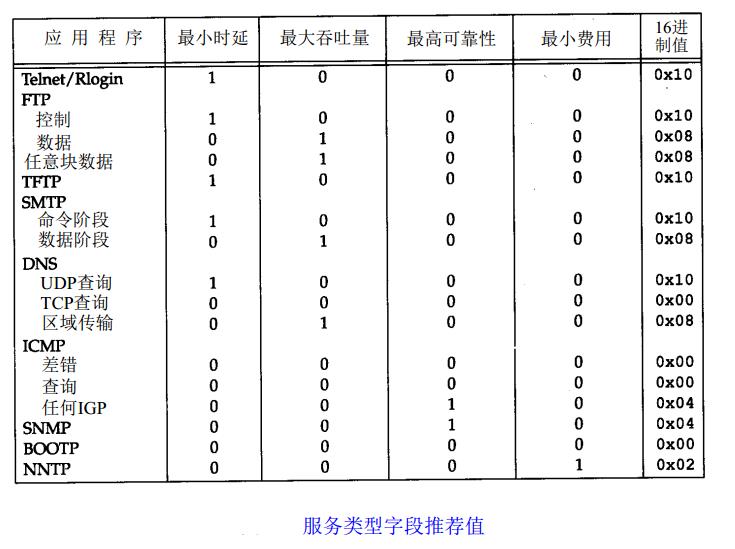 应用程序 最小时延 最大吞吐量 最高可靠性 最小费用 16进制值
Telnet/Rlogin 1 0 0 0 0x10
FTP
控制 1 0 0 0 0x10
数据 0 1 0 0 0x08
任意块数据 0 1 0 0 0x08
TFTP 1 0 0 0 0x10
SMTP
命令阶段 1 0 0 0 0x10
数据阶段 0 1 0 0 0x08
DNS
UDP查询 1 0 0 0 0x10
TCP查询 0 0 0 0 0x00
区域传输 0 1 0 0 0x08
ICMP
差错 0 0 0 0 0x00
查询 0 0 0 0 0x00
任何IGP 0 0 1 0 0x04
SNMP 0 0 1 0 0x04
BOOTP 0 0 0 0 0x00
NNTP 0 0 0 1 0x02
服务类型字段推荐值